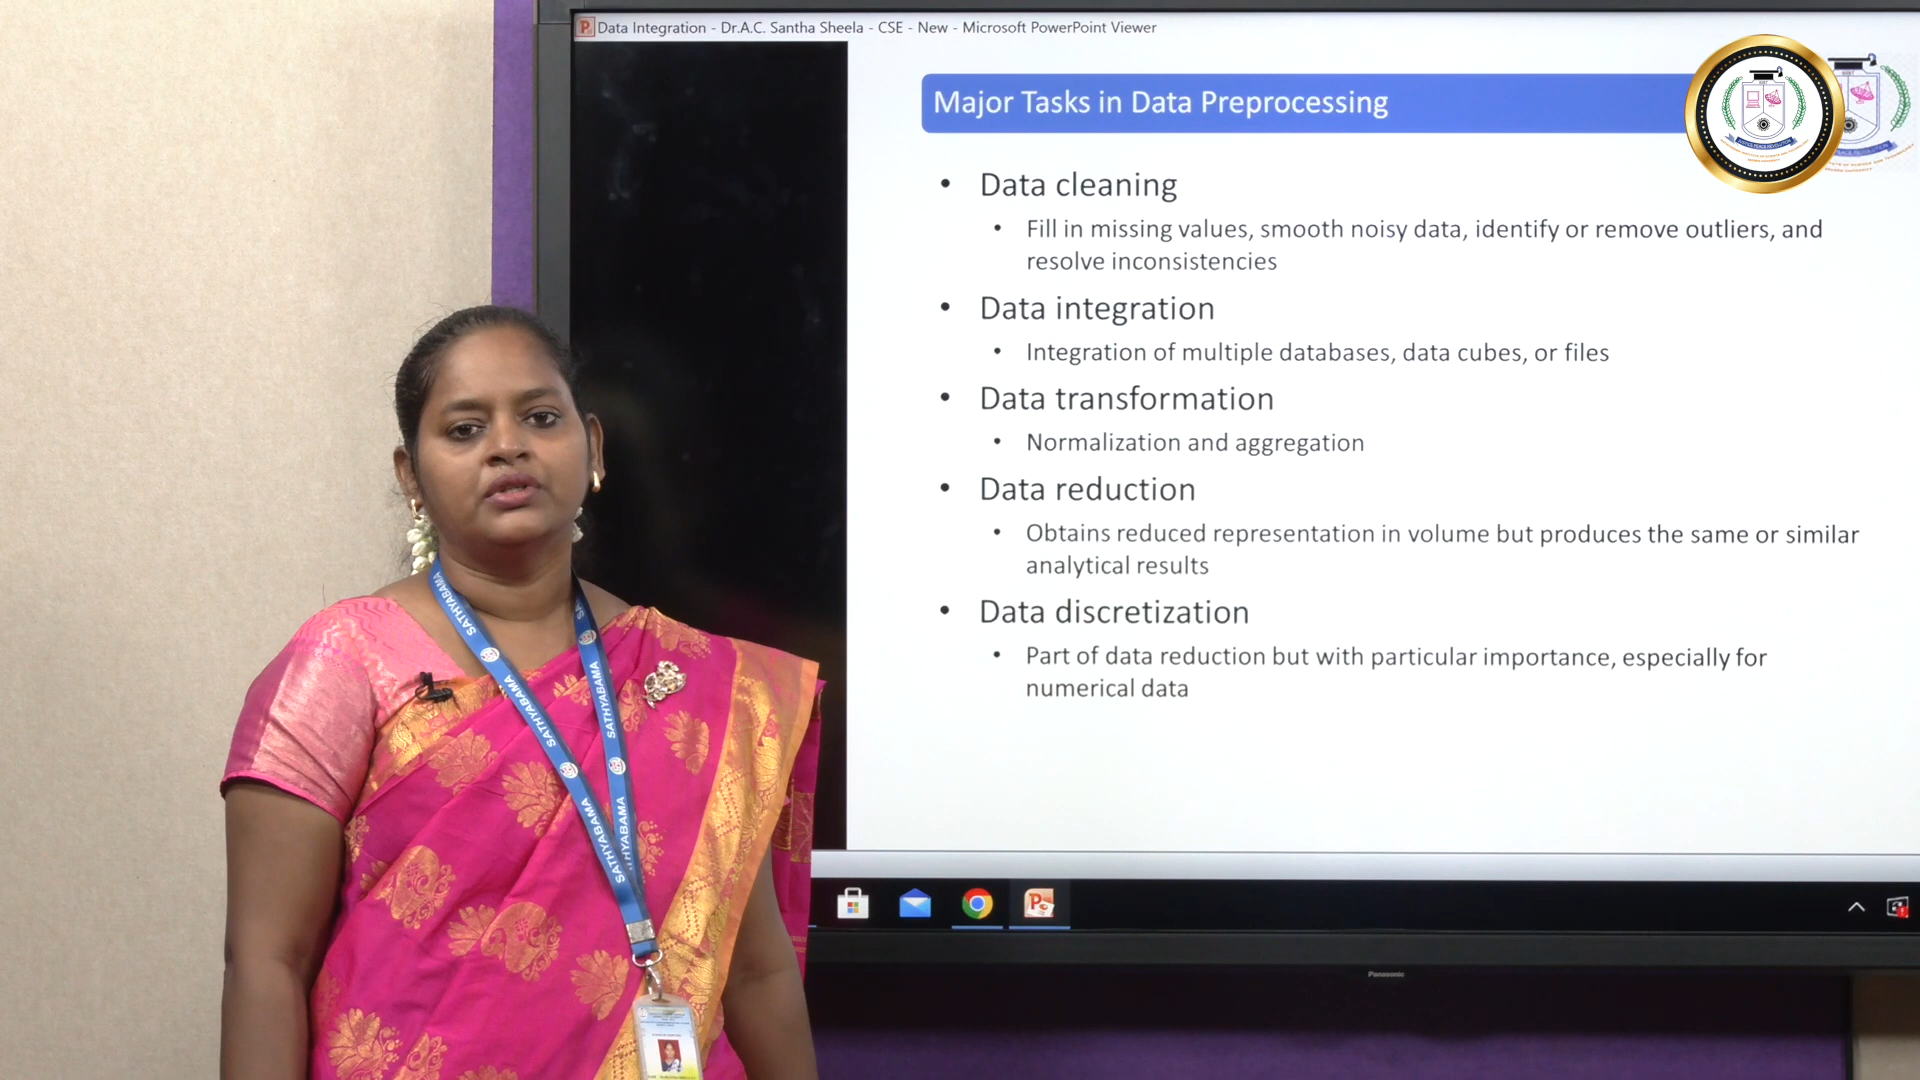 Data Integration - Dr.A.C. Santha Sheela - CSE - New - Microsoft PowerPoint Viewer
Major Tasks in Data Preprocessing
• Data cleaning
• Fill in missing values, smooth noisy data, identify or remove outliers, and
resolve inconsistencies
• Data integration
• Integration of multiple databases, data cubes, or files
• Data transformation
• Normalization and aggregation
• Data reduction
• Obtains reduced representation in volume but produces the same or similar
analytical results
• Data discretization
• Part of data reduction but with particular importance, especially for
numerical data
SATHYABAMA
SATHYABAMA
SATHYABAMA
SATHYABAMA
SATHYABAMA
Panasonic